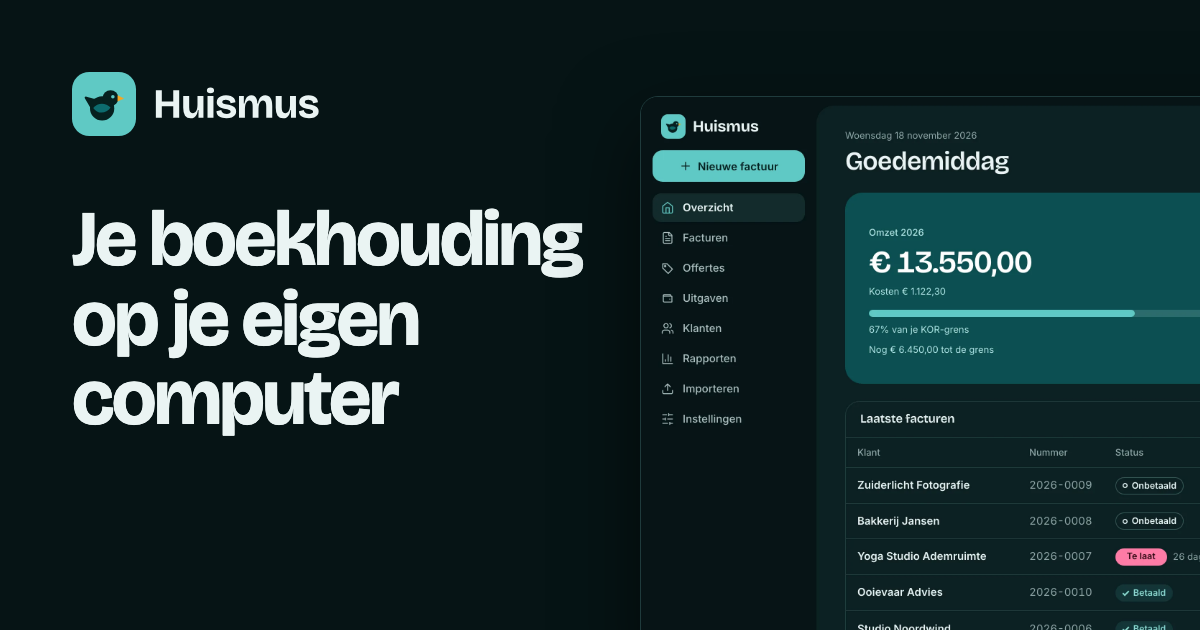 Huismus
Je boekhouding
op je eigen
computer
Huismus
+ Nieuwe factuur
Overzicht
Facturen
Offertes
Uitgaven
Klanten
Rapporten
Importeren
Instellingen
Woensdag 18 november 2026
Goedemiddag
Omzet 2026
€ 13.550,00
Kosten € 1.122,30
67% van je KOR-grens
Nog € 6.450,00 tot de grens
Laatste facturen
Klant Nummer Status
Zuiderlicht Fotografie 2026-0009 Onbetaald
Bakkerij Jansen 2026-0008 Onbetaald
Yoga Studio Ademruimte 2026-0007 Te laat 26
Ooievaar Advies 2026-0010 Betaald
Studio Noordwind 2026-0006 Betaald